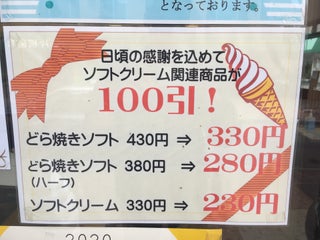 となっております。
日頃の感謝を込めて
ソフトクリーム関連商品が
100引！
どら焼きソフト 430円 ⇒ 330円
どら焼きソフト 380円 ⇒ 280円
(ハーフ)
ソフトクリーム 330円 ⇒ 230円
2020